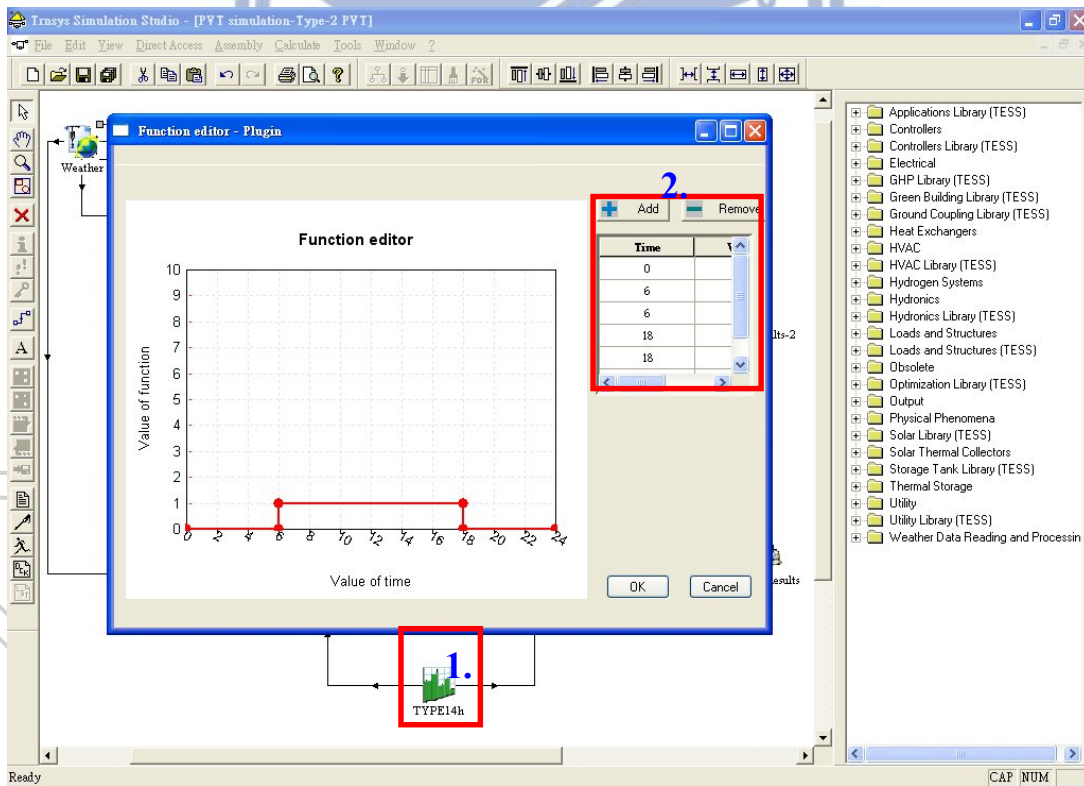 Trnsys Simulation Studio - [PVT simulation-Type-2 PVT]
File Edit View Direct Access Assembly Calculate Tools Window ?
Weather
Function editor - Plugin
2.
Add Remove
Function editor
Time
0
6
6
18
18
10
9
8
7
6
5
4
3
2
1
0
Value of function
0 2 4 6 8 10 12 14 16 18 20 22 24
Value of time
OK Cancel
lts-2
esults
1.
TYPE14h
Applications Library (TESS)
Controllers
Controllers Library (TESS)
Electrical
GHP Library (TESS)
Green Building Library (TESS)
Ground Coupling Library (TESS)
Heat Exchangers
HVAC
HVAC Library (TESS)
Hydrogen Systems
Hydronics
Hydronics Library (TESS)
Loads and Structures
Loads and Structures (TESS)
Obsolete
Optimization Library (TESS)
Output
Physical Phenomena
Solar Library (TESS)
Solar Thermal Collectors
Storage Tank Library (TESS)
Thermal Storage
Utility
Utility Library (TESS)
Weather Data Reading and Processin
Ready
CAP NUM